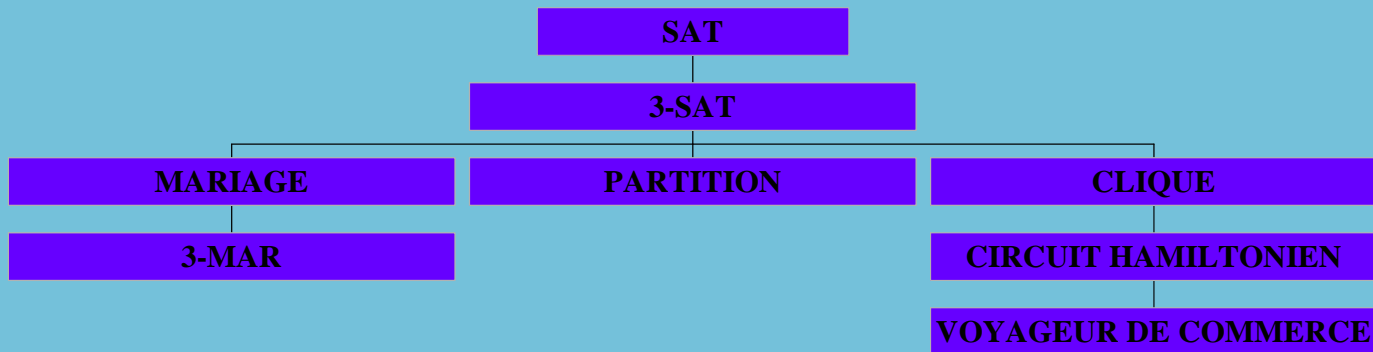 SAT
3-SAT
MARIAGE
PARTITION
CLIQUE
3-MAR
CIRCUIT HAMILTONIEN
VOYAGEUR DE COMMERCE